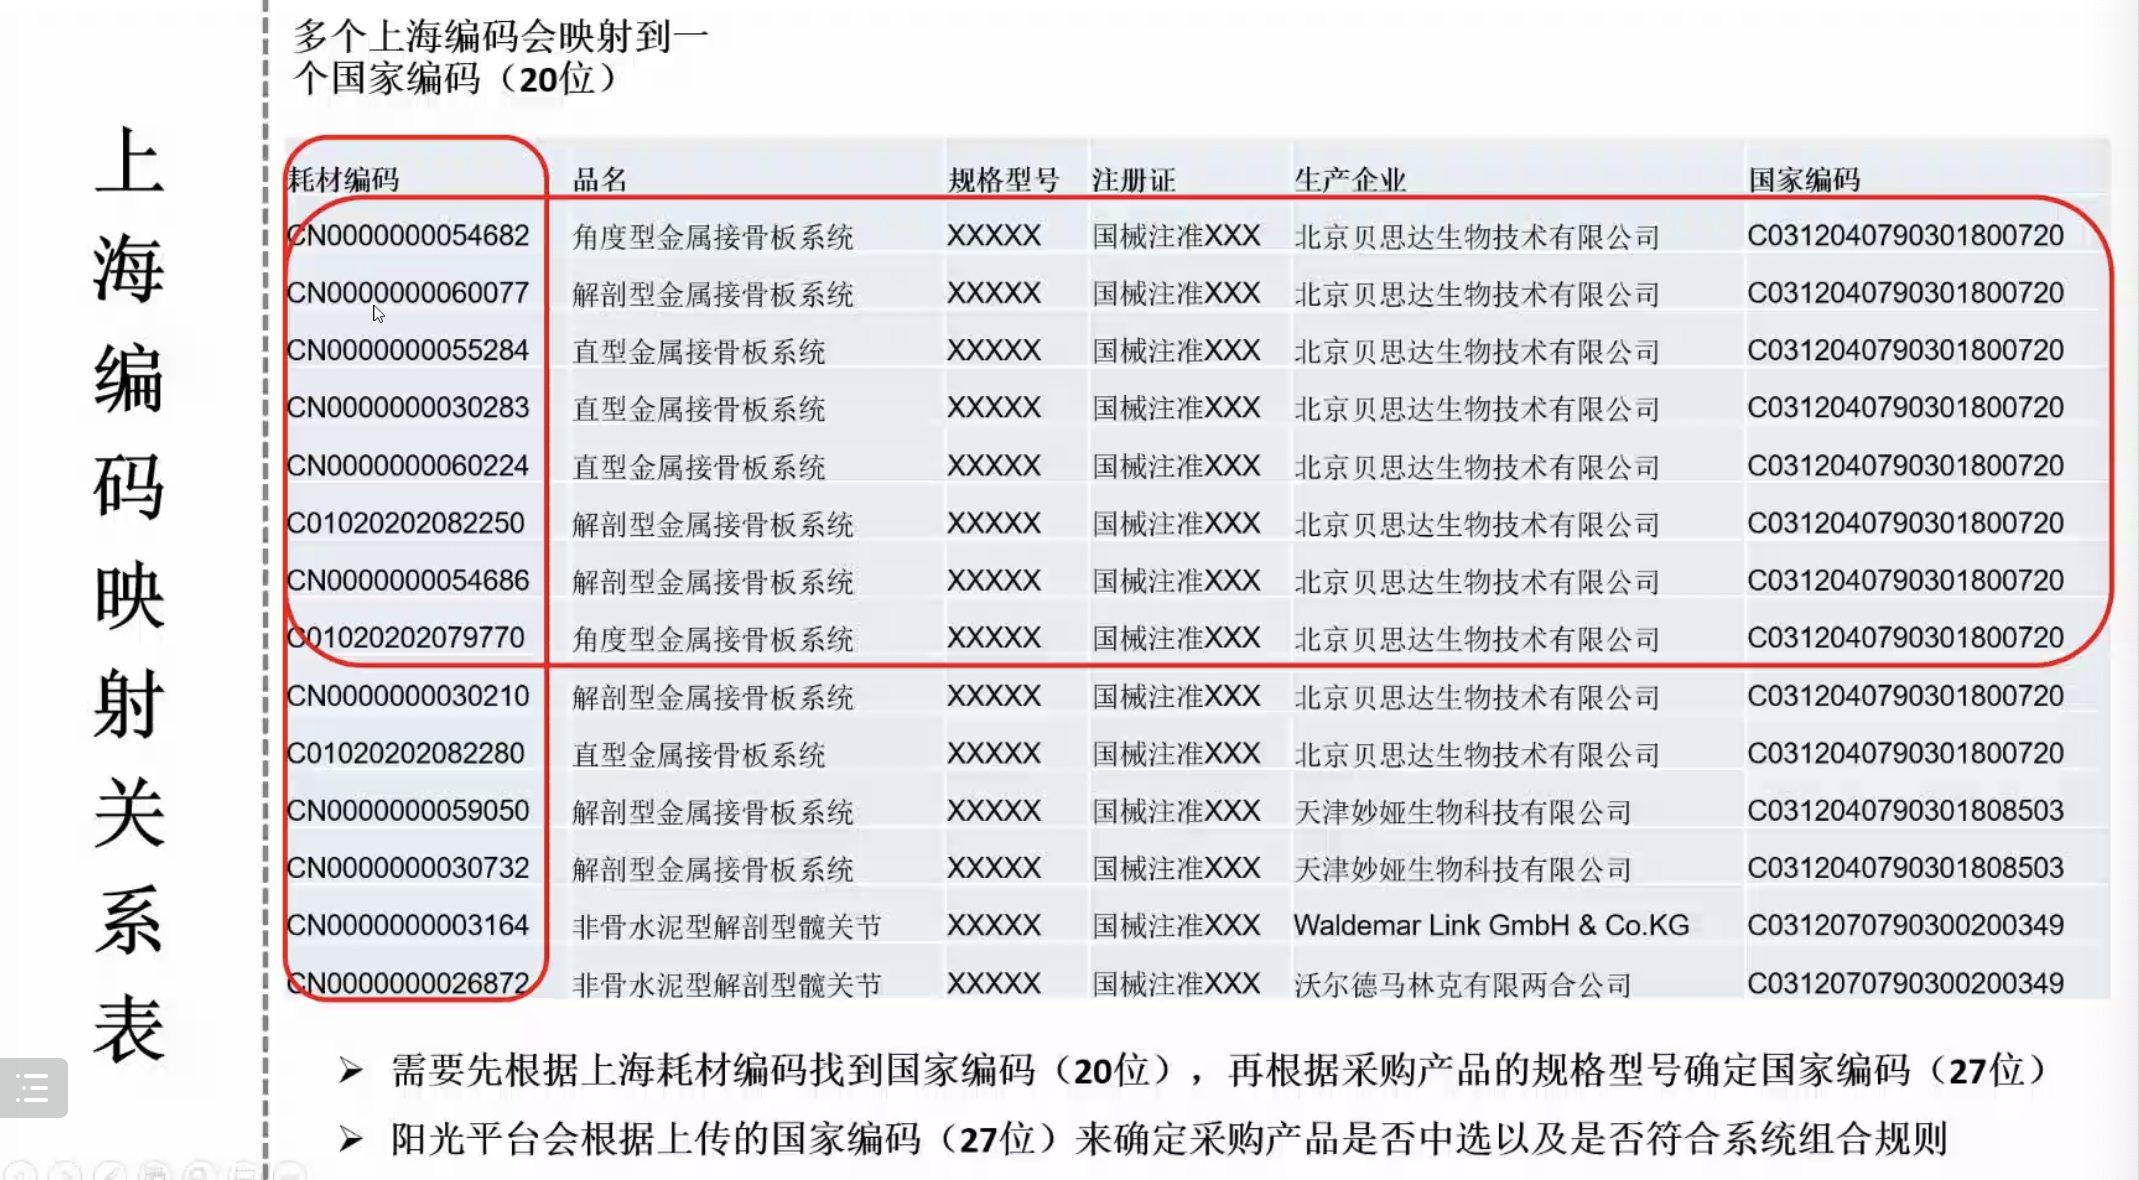 上海编码映射关系表
多个上海编码会映射到一
个国家编码（20位）
耗材编码 品名 规格型号 注册证 生产企业 国家编码
CN0000000054682 角度型金属接骨板系统 XXXXX 国械注准XXX 北京贝思达生物技术有限公司 C0312040790301800720
CN0000000060077 解剖型金属接骨板系统 XXXXX 国械注准XXX 北京贝思达生物技术有限公司 C0312040790301800720
CN0000000055284 直型金属接骨板系统 XXXXX 国械注准XXX 北京贝思达生物技术有限公司 C0312040790301800720
CN0000000030283 直型金属接骨板系统 XXXXX 国械注准XXX 北京贝思达生物技术有限公司 C0312040790301800720
CN0000000060224 直型金属接骨板系统 XXXXX 国械注准XXX 北京贝思达生物技术有限公司 C0312040790301800720
C01020202082250 解剖型金属接骨板系统 XXXXX 国械注准XXX 北京贝思达生物技术有限公司 C0312040790301800720
CN0000000054686 解剖型金属接骨板系统 XXXXX 国械注准XXX 北京贝思达生物技术有限公司 C0312040790301800720
C01020202079770 角度型金属接骨板系统 XXXXX 国械注准XXX 北京贝思达生物技术有限公司 C0312040790301800720
CN0000000030210 解剖型金属接骨板系统 XXXXX 国械注准XXX 北京贝思达生物技术有限公司 C0312040790301800720
C01020202082280 直型金属接骨板系统 XXXXX 国械注准XXX 北京贝思达生物技术有限公司 C0312040790301800720
CN0000000059050 解剖型金属接骨板系统 XXXXX 国械注准XXX 天津妙娅生物科技有限公司 C0312040790301808503
CN0000000030732 解剖型金属接骨板系统 XXXXX 国械注准XXX 天津妙娅生物科技有限公司 C0312040790301808503
CN0000000003164 非骨水泥型解剖型髋关节 XXXXX 国械注准XXX Waldemar Link GmbH & Co.KG C0312070790300200349
CN0000000026872 非骨水泥型解剖型髋关节 XXXXX 国械注准XXX 沃尔德马林克有限两合公司 C0312070790300200349
➢ 需要先根据上海耗材编码找到国家编码（20位），再根据采购产品的规格型号确定国家编码（27位）
➢ 阳光平台会根据上传的国家编码（27位）来确定采购产品是否中选以及是否符合系统组合规则